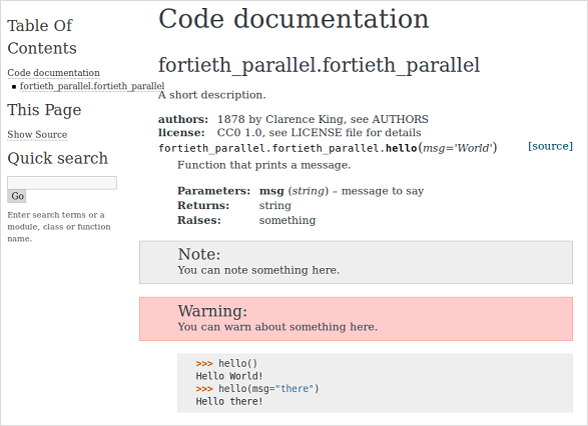 Table Of
Contents
Code documentation
fortieth_parallel.fortieth_parallel
This Page
Show Source
Quick search
Go
Enter search terms or a
module, class or function
name.
Code documentation
fortieth_parallel.fortieth_parallel
A short description.
authors: 1878 by Clarence King, see AUTHORS
license: CC0 1.0, see LICENSE file for details
fortieth_parallel.fortieth_parallel.hello(msg='World') [source]
Function that prints a message.
Parameters: msg (string) – message to say
Returns: string
Raises: something
Note:
You can note something here.
Warning:
You can warn about something here.
>>> hello()
Hello World!
>>> hello(msg="there")
Hello there!